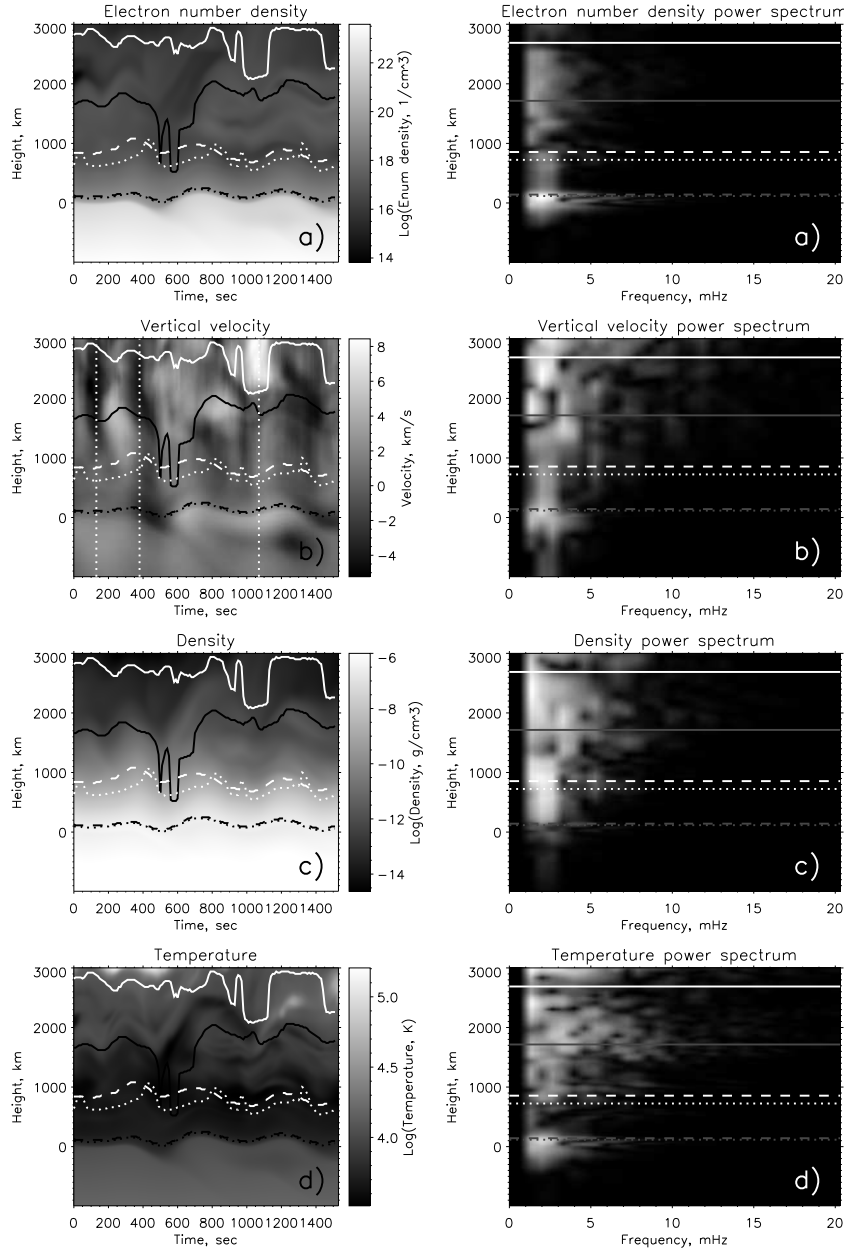 Electron number density
3000
2000
1000
0
Height, km
0 200 400 600 800 1000 1200 1400
Time, sec
a)
22
20
18
16
14
Log(Enum density, 1/cm^3)
Electron number density power spectrum
3000
2000
1000
0
Height, km
0 5 10 15 20
Frequency, mHz
a)
Vertical velocity
3000
2000
1000
0
Height, km
0 200 400 600 800 1000 1200 1400
Time, sec
b)
8
6
4
2
0
−2
−4
Velocity, km/s
Vertical velocity power spectrum
3000
2000
1000
0
Height, km
0 5 10 15 20
Frequency, mHz
b)
Density
3000
2000
1000
0
Height, km
0 200 400 600 800 1000 1200 1400
Time, sec
c)
−6
−8
−10
−12
−14
Log(Density, g/cm^3)
Density power spectrum
3000
2000
1000
0
Height, km
0 5 10 15 20
Frequency, mHz
c)
Temperature
3000
2000
1000
0
Height, km
0 200 400 600 800 1000 1200 1400
Time, sec
d)
5.0
4.5
4.0
Log(Temperature, K)
Temperature power spectrum
3000
2000
1000
0
Height, km
0 5 10 15 20
Frequency, mHz
d)